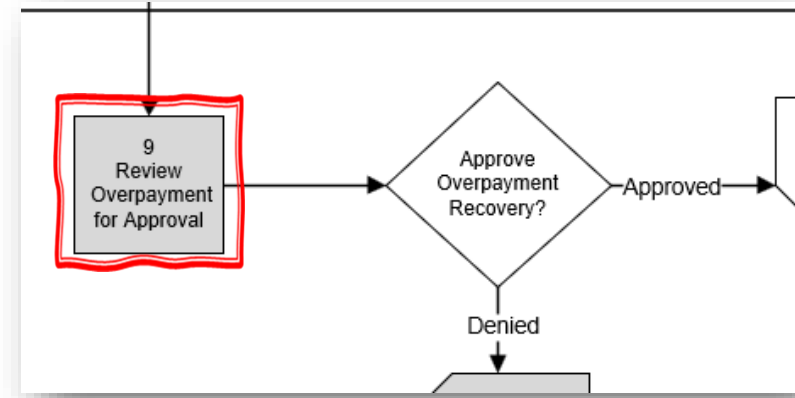 9
Review
Overpayment
for Approval
Approve
Overpayment
Recovery?
Approved
Denied